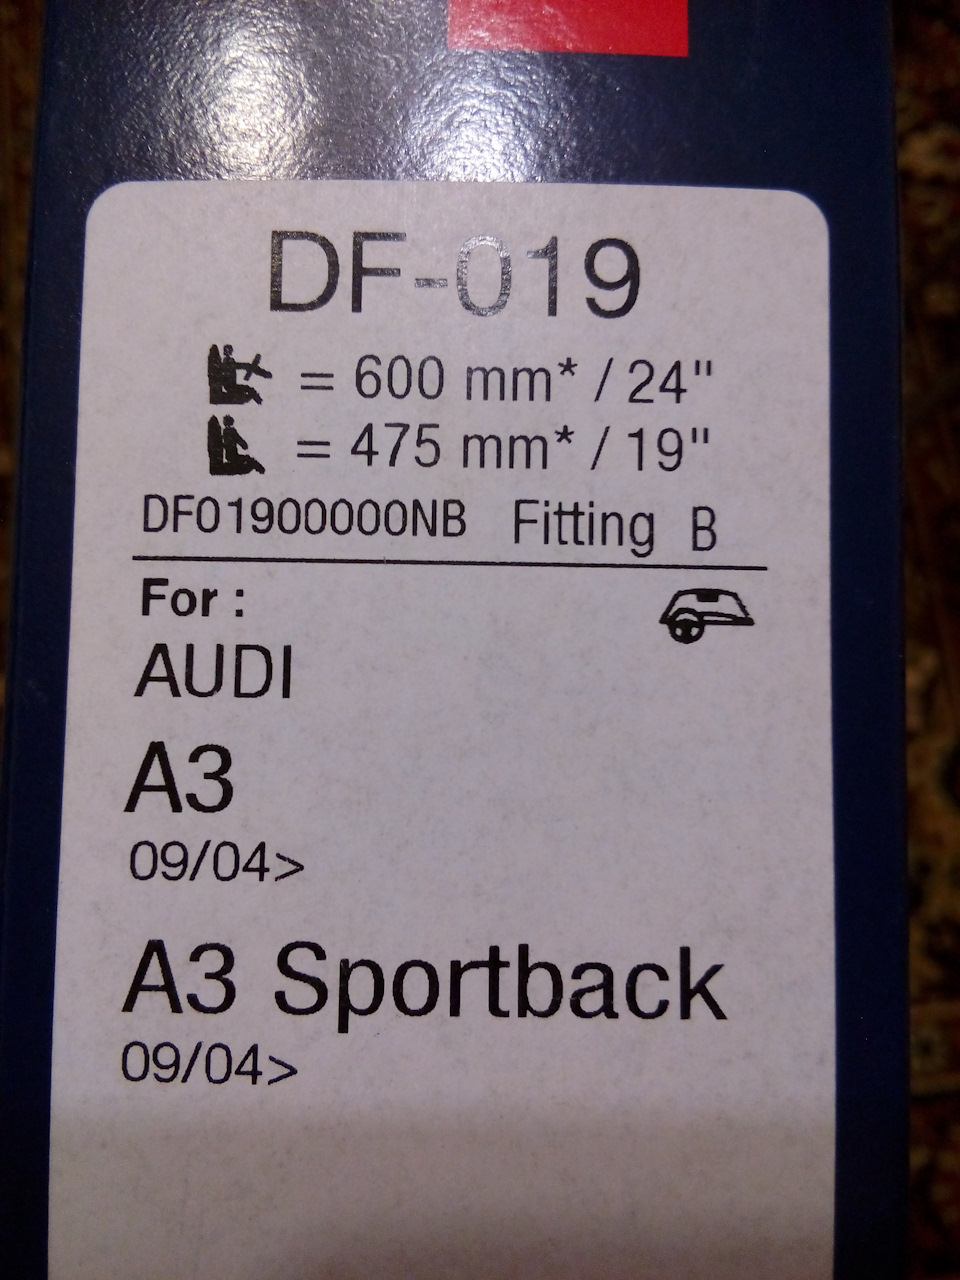 DF-019
= 600 mm* / 24"
= 475 mm* / 19"
DF01900000NB Fitting B
For :
AUDI
A3
09/04>
A3 Sportback
09/04>